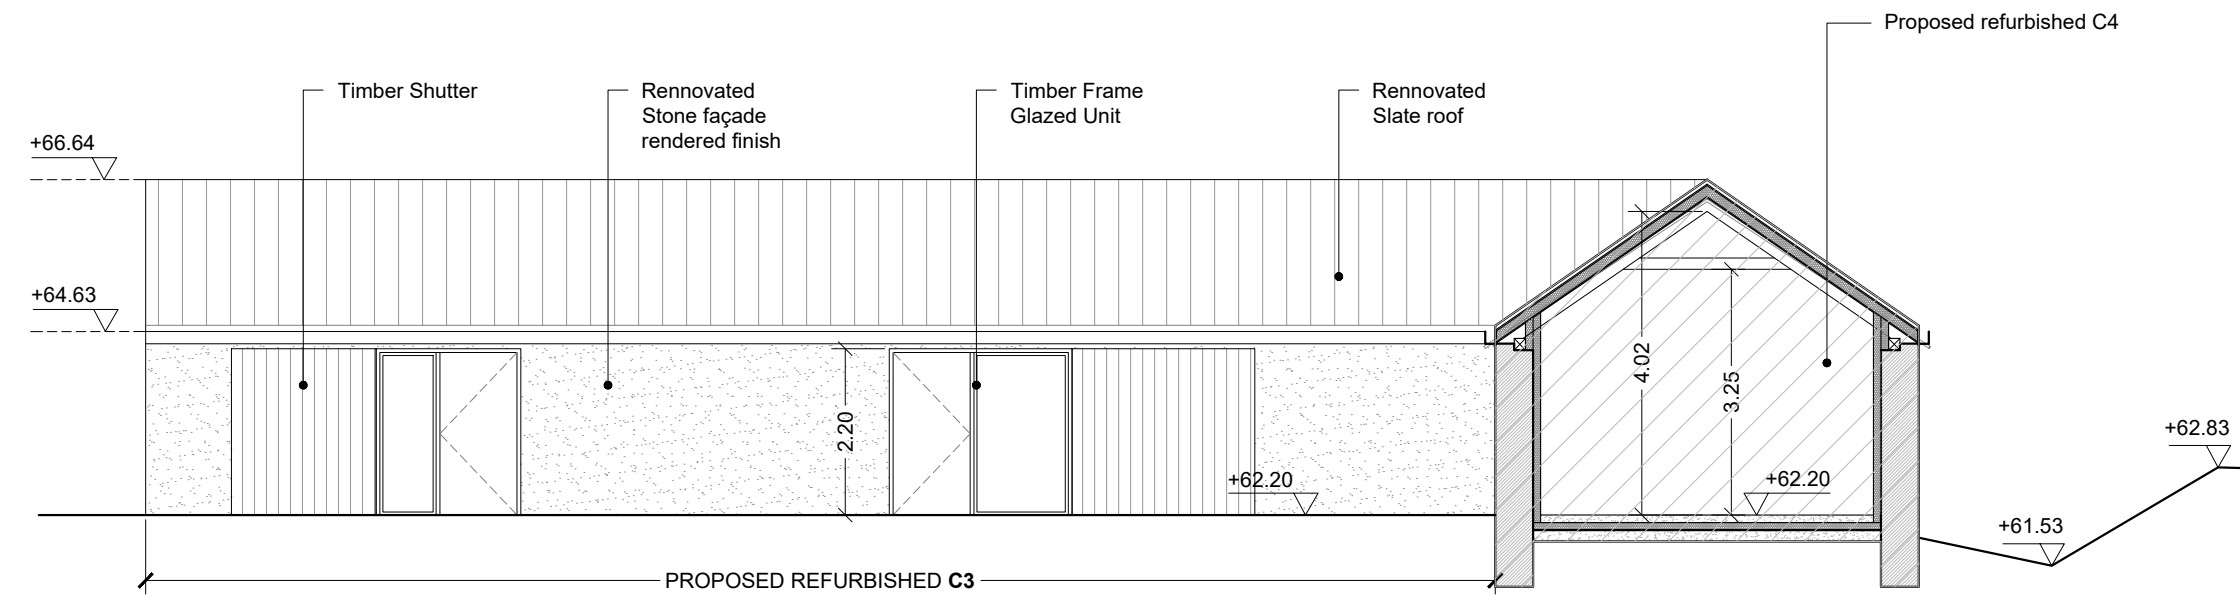 Proposed refurbished C4
Timber Shutter
Rennovated
Stone façade
rendered finish
Timber Frame
Glazed Unit
Rennovated
Slate roof
+66.64
+64.63
4.02
3.25
2.20
+62.20
+62.20
+62.83
+61.53
PROPOSED REFURBISHED C3